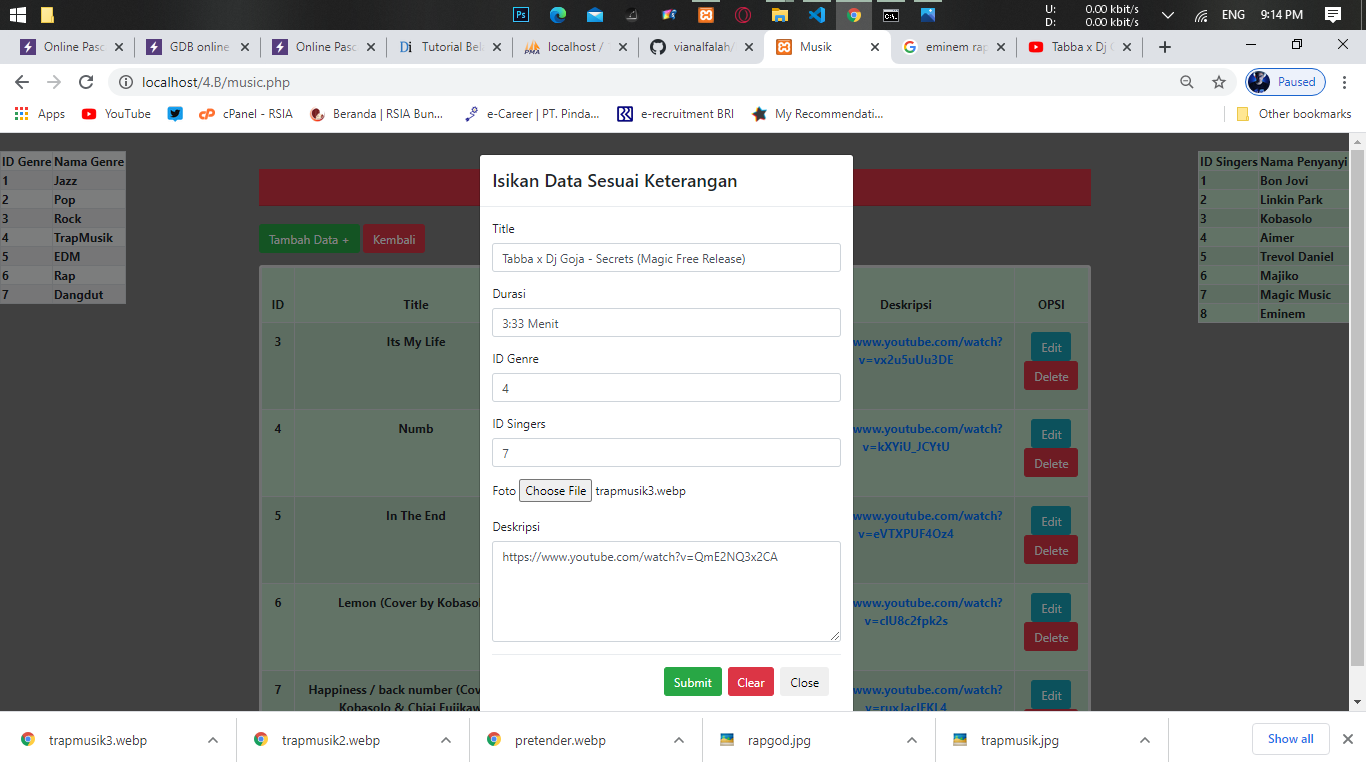 U: 0.00 kbit/s
D: 0.00 kbit/s
ENG 9:14 PM
Online Pasc
GDB online
Online Pasc
Tutorial Bela
localhost /
vianalfalah/
Musik
eminem rap
Tabba x Dj G
localhost/4.B/music.php
Paused
Apps
YouTube
cPanel - RSIA
Beranda | RSIA Bun...
e-Career | PT. Pinda...
e-recruitment BRI
My Recommendati...
Other bookmarks
ID Genre Nama Genre
1 Jazz
2 Pop
3 Rock
4 TrapMusik
5 EDM
6 Rap
7 Dangdut
Tambah Data + Kembali
ID Title Deskripsi OPSI
3 Its My Life www.youtube.com/watch?
v=vx2u5uUu3DE
Edit
Delete
4 Numb www.youtube.com/watch?
v=kXYiU_JCYtU
Edit
Delete
5 In The End www.youtube.com/watch?
v=eVTXPUF4Oz4
Edit
Delete
6 Lemon (Cover by Kobasol www.youtube.com/watch?
Edit
Delete
7 Happiness / back number (Cov www.youtube.com/watch?
Kobasolo & Chiai Fujikaw
Edit
Isikan Data Sesuai Keterangan
Title
Tabba x Dj Goja - Secrets (Magic Free Release)
Durasi
3:33 Menit
ID Genre
4
ID Singers
7
Foto Choose File trapmusik3.webp
Deskripsi
https://www.youtube.com/watch?v=QmE2NQ3x2CA
Submit Clear Close
ID Singers Nama Penyanyi
1 Bon Jovi
2 Linkin Park
3 Kobasolo
4 Aimer
5 Trevol Daniel
6 Majiko
7 Magic Music
8 Eminem
trapmusik3.webp
trapmusik2.webp
pretender.webp
rapgod.jpg
trapmusik.jpg
Show all